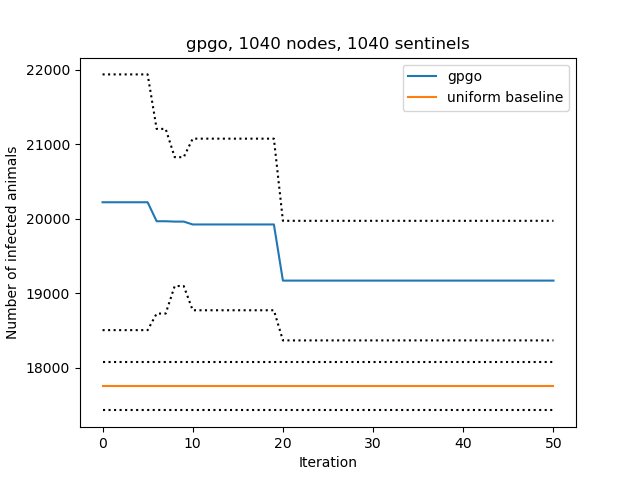 gpgo, 1040 nodes, 1040 sentinels
gpgo
uniform baseline
Number of infected animals
22000
21000
20000
19000
18000
0 10 20 30 40 50
Iteration